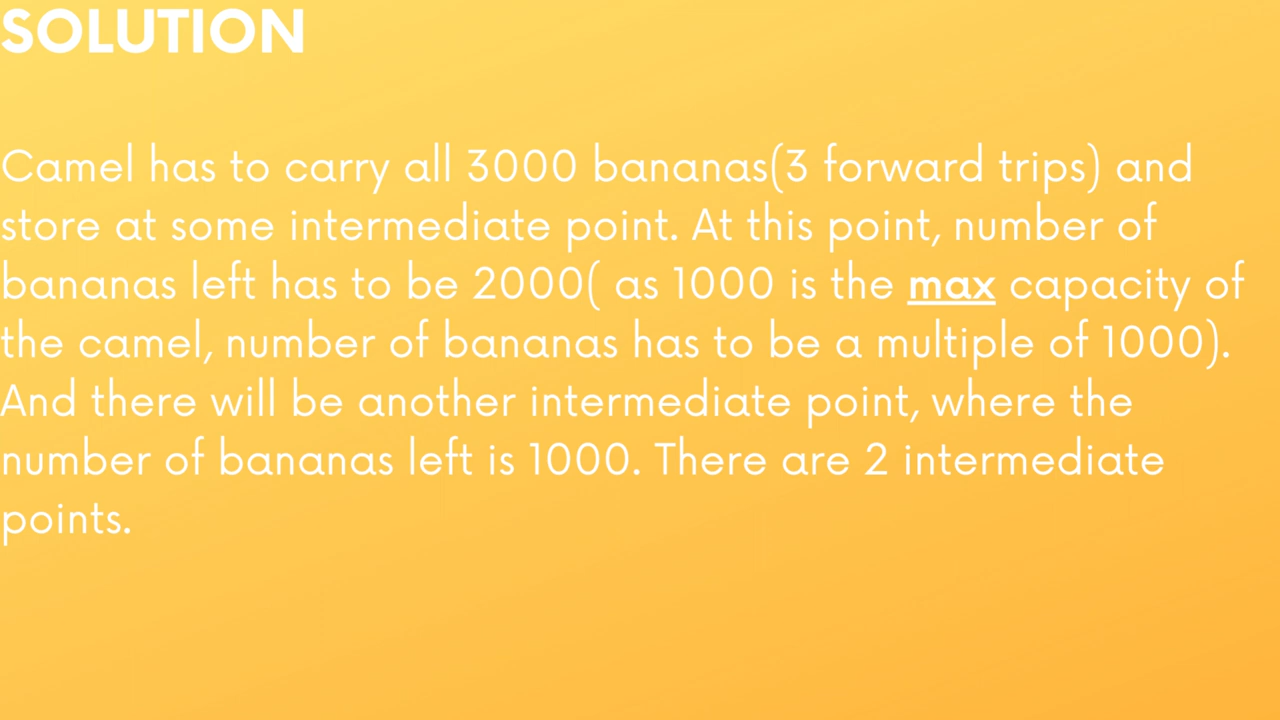 SOLUTION
Camel has to carry all 3000 bananas(3 forward trips) and
store at some intermediate point. At this point, number of
bananas left has to be 2000( as 1000 is the max capacity of
the camel, number of bananas has to be a multiple of 1000).
And there will be another intermediate point, where the
number of bananas left is 1000. There are 2 intermediate
points.